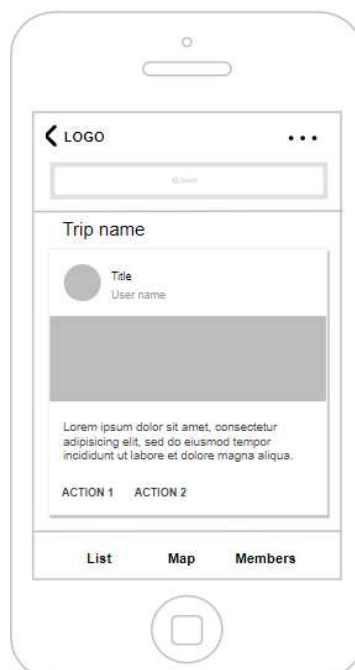 LOGO
Search
Trip name
Title
User name
Lorem ipsum dolor sit amet, consectetur
adipisicing elit, sed do eiusmod tempor
incididunt ut labore et dolore magna aliqua.
ACTION 1 ACTION 2
List Map Members